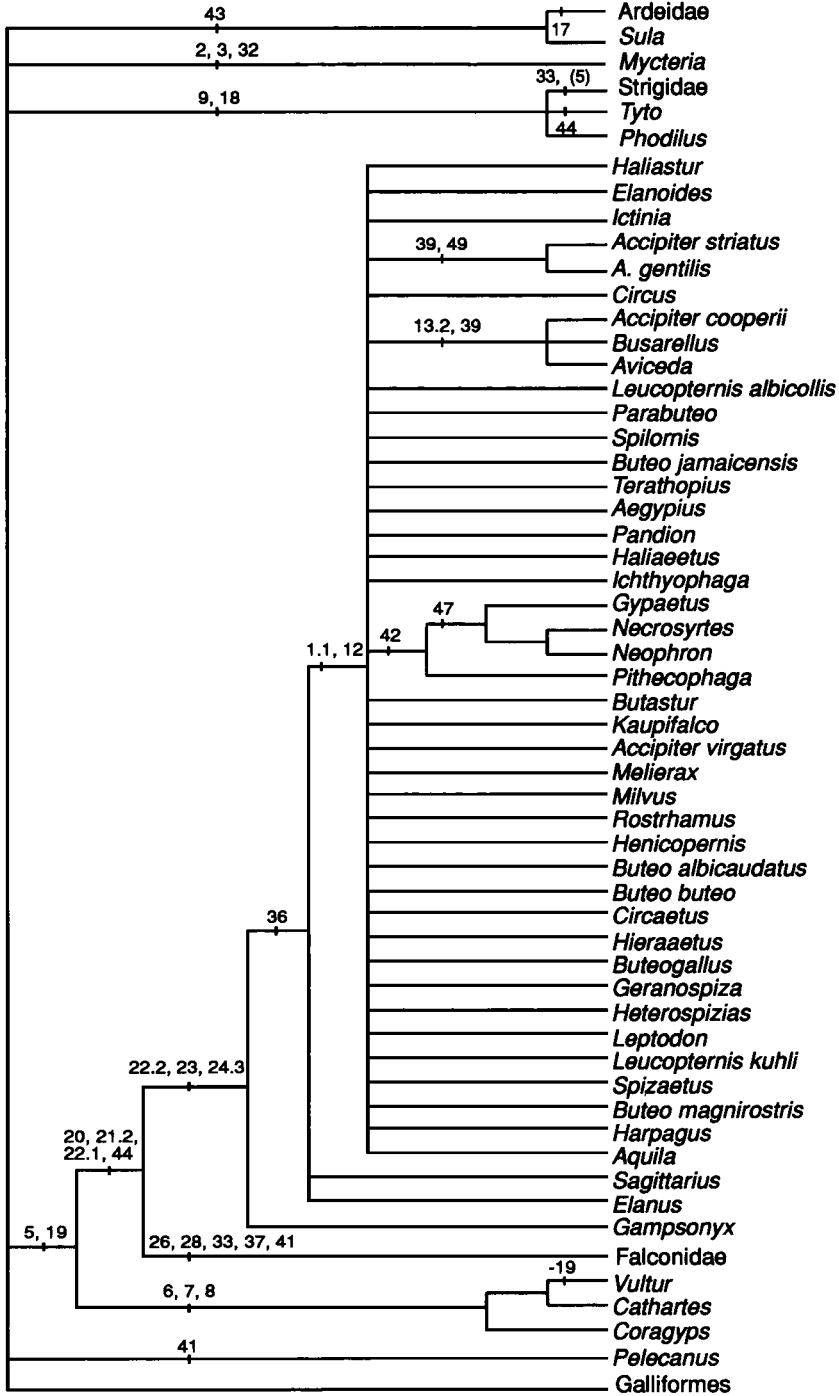 43
Ardeidae
17
Sula
2, 3, 32
Mycteria
33, (5)
Strigidae
9, 18
Tyto
44
Phodilus
Haliastur
Elanoides
Ictinia
39, 49
Accipiter striatus
A. gentilis
Circus
13.2, 39
Accipiter cooperii
Busarellus
Aviceda
Leucopternis albicollis
Parabuteo
Spilornis
Buteo jamaicensis
Terathopius
Aegypius
Pandion
Haliaeetus
Ichthyophaga
47
Gypaetus
Necrosyrtes
1.1, 12
42
Neophron
Pithecophaga
Butastur
Kaupifalco
Accipiter virgatus
Melierax
Milvus
Rostrhamus
Henicopernis
Buteo albicaudatus
Buteo buteo
36
Circaetus
Hieraaetus
Buteogallus
Geranospiza
Heterospizias
Leptodon
22.2, 23, 24.3
Leucopternis kuhli
Spizaetus
Buteo magnirostris
20, 21.2,
22.1, 44
Harpagus
Aquila
Sagittarius
Elanus
Gampsonyx
5, 19
26, 28, 33, 37, 41
Falconidae
-19
Vultur
6, 7, 8
Cathartes
Coragyps
41
Pelecanus
Galliformes